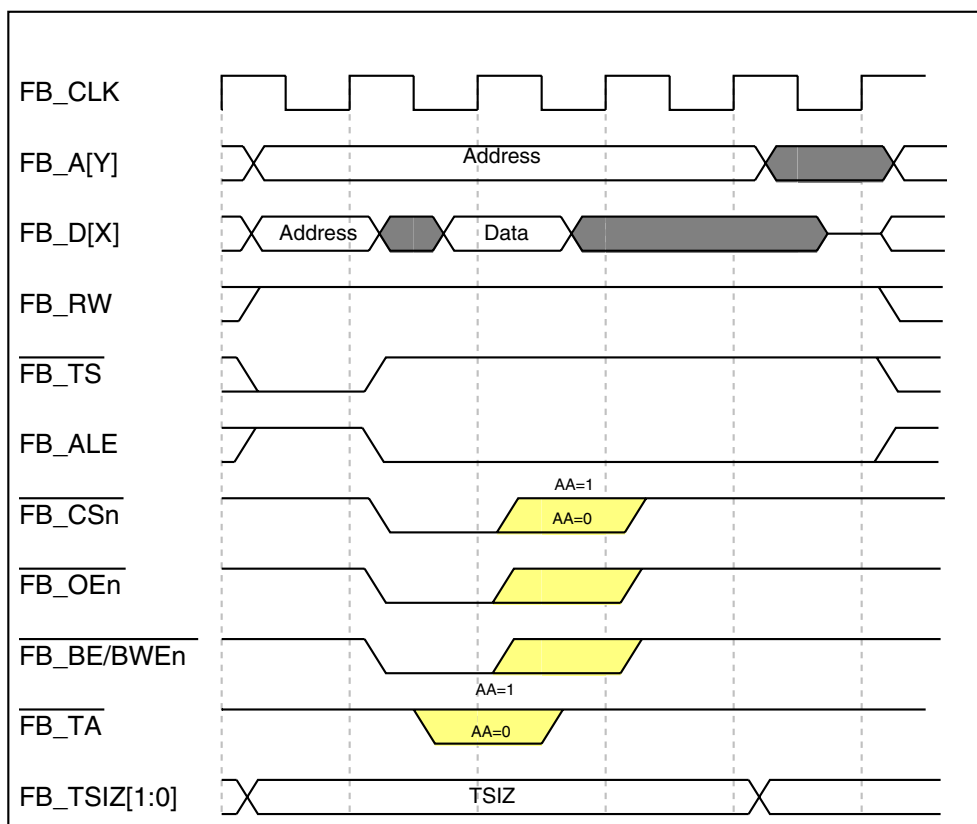 FB_CLK
FB_A[Y] Address
FB_D[X] Address Data
FB_RW
FB_TS
FB_ALE
AA=1
FB_CSn AA=0
FB_OEn
FB_BE/BWEn
AA=1
FB_TA AA=0
FB_TSIZ[1:0] TSIZ